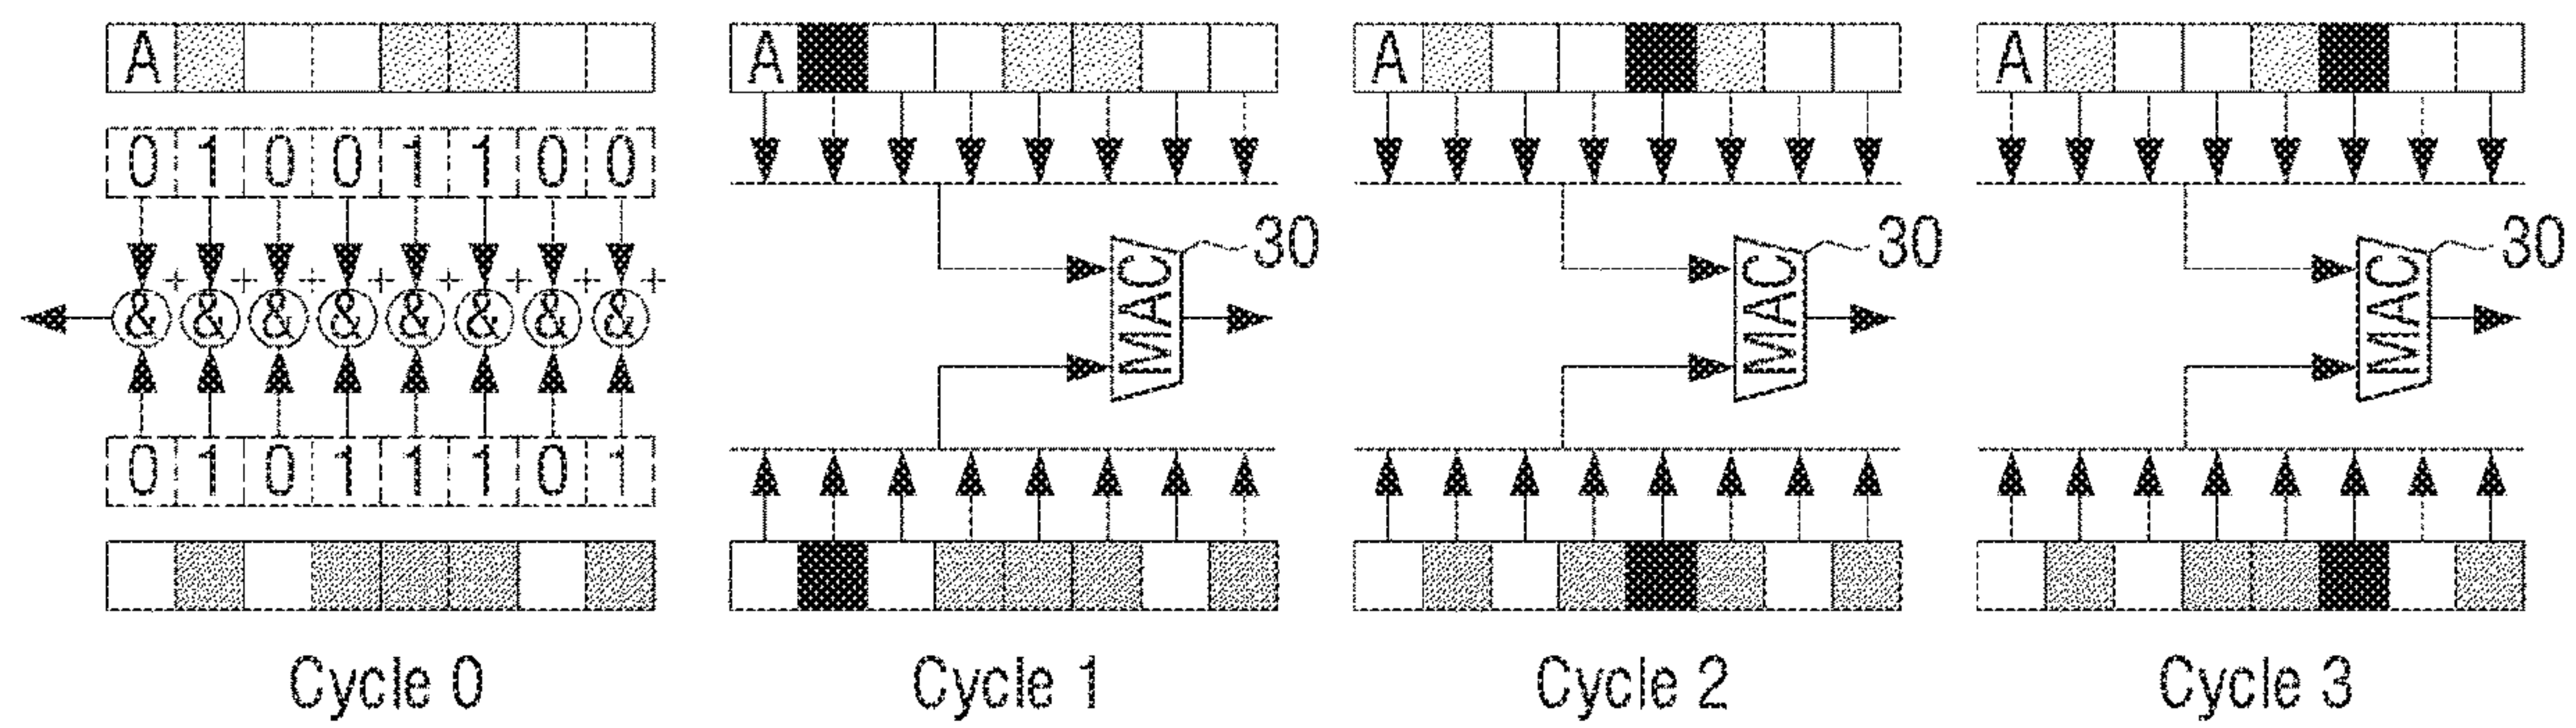 A A A A
0 1 0 0 1 1 0 0
30 30 30
+ + + + + + + +
& & & & & & & &
MAC MAC MAC
0 1 0 1 1 1 0 1
Cycle 0 Cycle 1 Cycle 2 Cycle 3